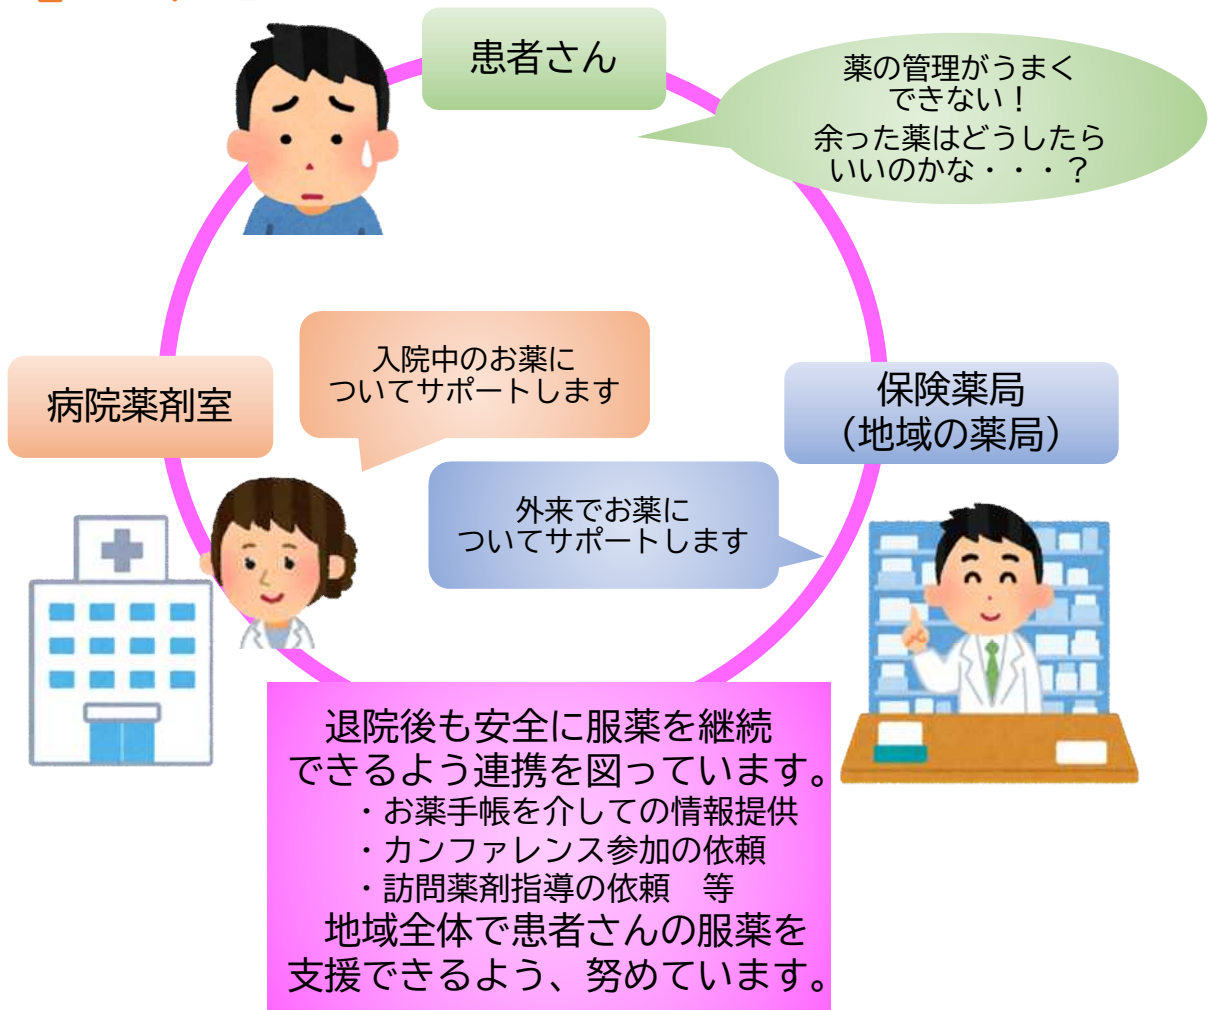 患者さん
薬の管理がうまく
できない！
余った薬はどうしたら
いいのかな・・・？
入院中のお薬に
ついてサポートします
病院薬剤室
保険薬局
（地域の薬局）
外来でお薬に
ついてサポートします
退院後も安全に服薬を継続
できるよう連携を図っています。
・お薬手帳を介しての情報提供
・カンファレンス参加の依頼
・訪問薬剤指導の依頼　等
地域全体で患者さんの服薬を
支援できるよう、努めています。